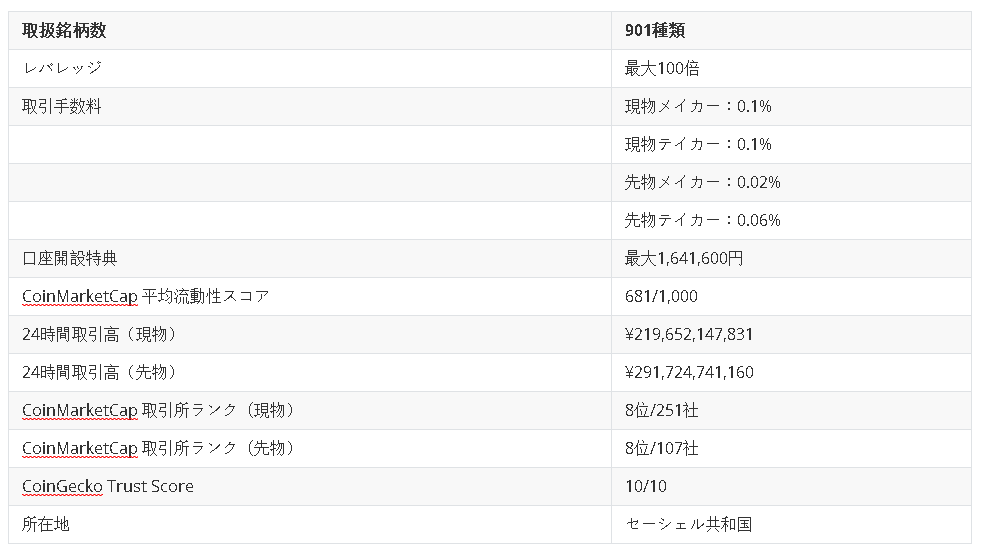 取扱銘柄数 901種類
レバレッジ 最大100倍
取引手数料 現物メイカー：0.1%
現物テイカー：0.1%
先物メイカー：0.02%
先物テイカー：0.06%
口座開設特典 最大1,641,600円
CoinMarketCap 平均流動性スコア 681/1,000
24時間取引高（現物） ¥219,652,147,831
24時間取引高（先物） ¥291,724,741,160
CoinMarketCap 取引所ランク（現物） 8位/251社
CoinMarketCap 取引所ランク（先物） 8位/107社
CoinGecko Trust Score 10/10
所在地 セーシェル共和国